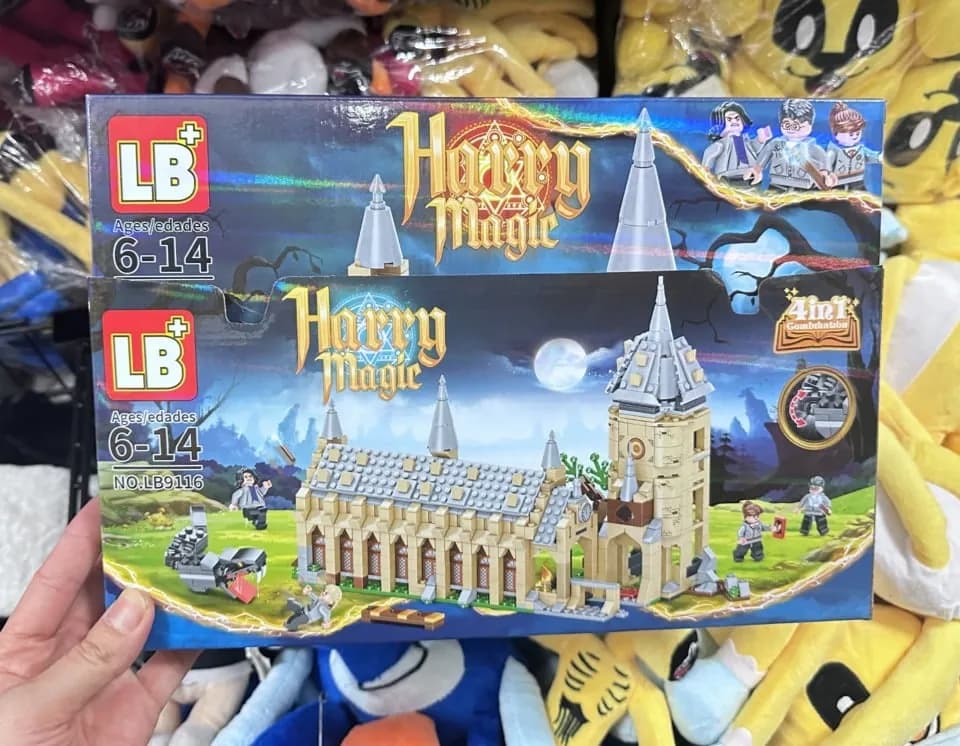 LB+
Ages/edades
6-14
Harry
Magic
LB+
Ages/edades
6-14
NO.LB9116
Harry
Magic
4in1